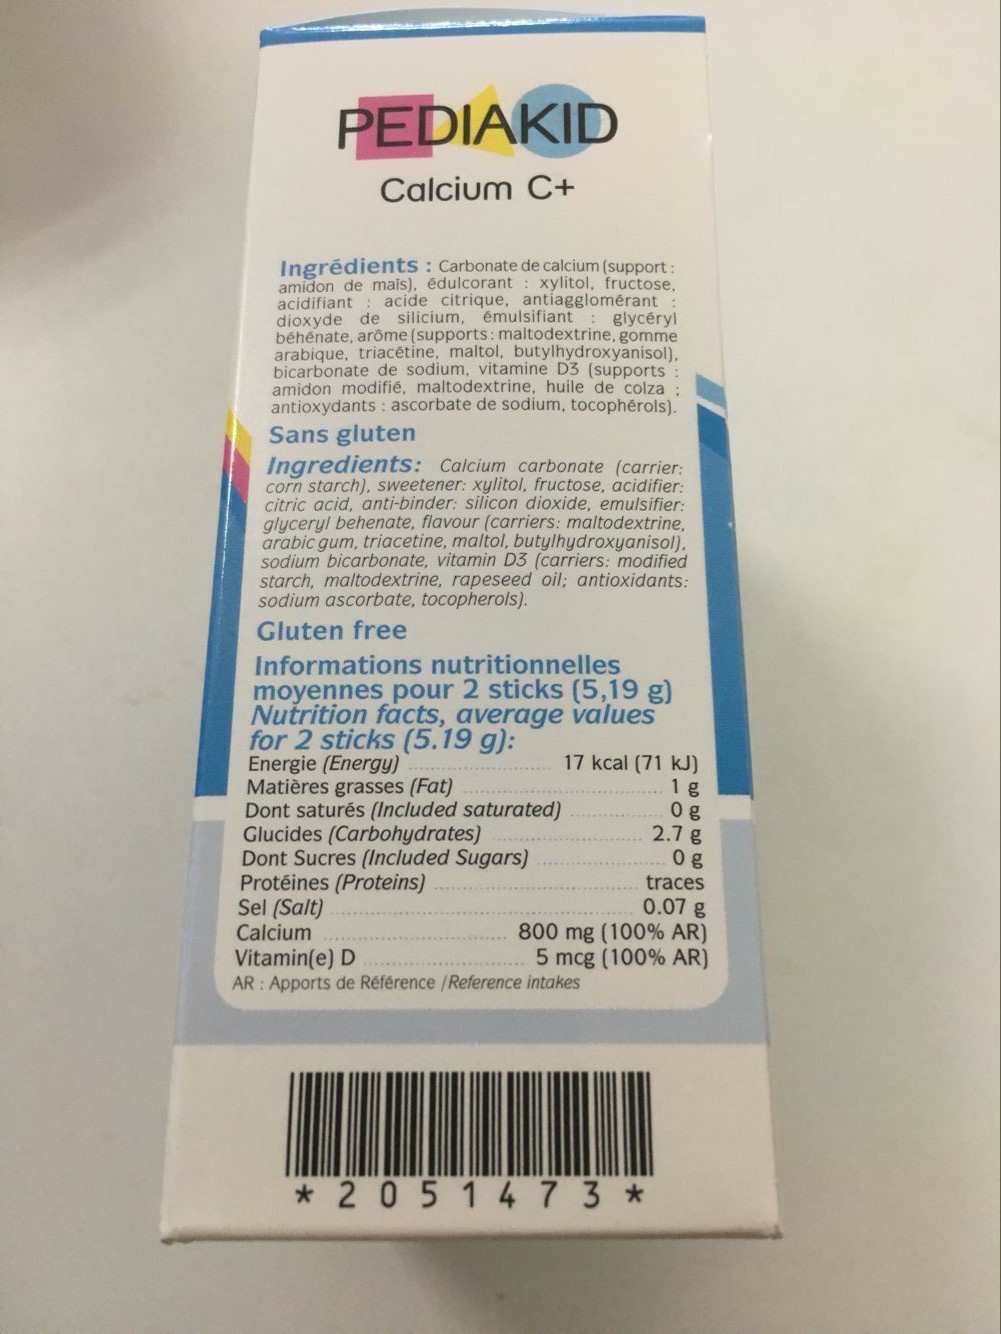 PEDIAKID
Calcium C+
Ingrédients : Carbonate de calcium (support :
amidon de maïs), édulcorant : xylitol, fructose,
acidifiant : acide citrique, antiagglomérant :
dioxyde de silicium, émulsifiant : glycéryl
béhénate, arôme (supports : maltodextrine, gomme
arabique, triacétine, maltol, butylhydroxyanisol),
bicarbonate de sodium, vitamine D3 (supports :
amidon modifié, maltodextrine, huile de colza ;
antioxydants : ascorbate de sodium, tocophérols).
Sans gluten
Ingredients: Calcium carbonate (carrier:
corn starch), sweetener: xylitol, fructose, acidifier:
citric acid, anti-binder: silicon dioxide, emulsifier:
glyceryl behenate, flavour (carriers: maltodextrine,
arabic gum, triacetine, maltol, butylhydroxyanisol),
sodium bicarbonate, vitamin D3 (carriers: modified
starch, maltodextrine, rapeseed oil; antioxidants:
sodium ascorbate, tocopherols).
Gluten free
Informations nutritionnelles
moyennes pour 2 sticks (5,19 g)
Nutrition facts, average values
for 2 sticks (5.19 g):
Energie (Energy) 17 kcal (71 kJ)
Matières grasses (Fat) 1 g
Dont saturés (Included saturated) 0 g
Glucides (Carbohydrates) 2.7 g
Dont Sucres (Included Sugars) 0 g
Protéines (Proteins) traces
Sel (Salt) 0.07 g
Calcium 800 mg (100% AR)
Vitamin(e) D 5 mcg (100% AR)
AR : Apports de Référence /Reference intakes
* 2 0 5 1 4 7 3 *